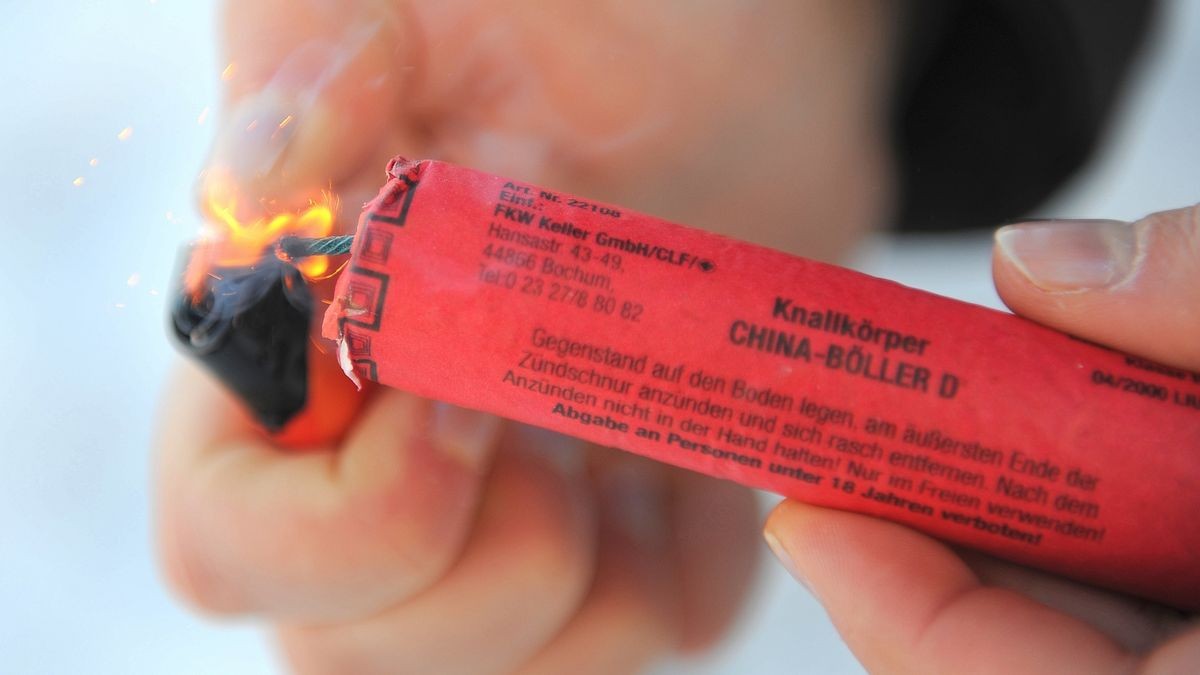 Art. Nr. 22108
Einf.:
FKW Keller GmbH/CLF/
Hansastr 43-49,
44866 Bochum,
Tel:0 23 27/8 80 82
Knallkörper
CHINA-BÖLLER D
Gegenstand auf den Boden legen, am äußersten Ende der
Zündschnur anzünden und sich rasch entfernen. Nach dem
Anzünden nicht in der Hand halten! Nur im Freien verwenden!
Abgabe an Personen unter 18 Jahren verboten!
04/2000